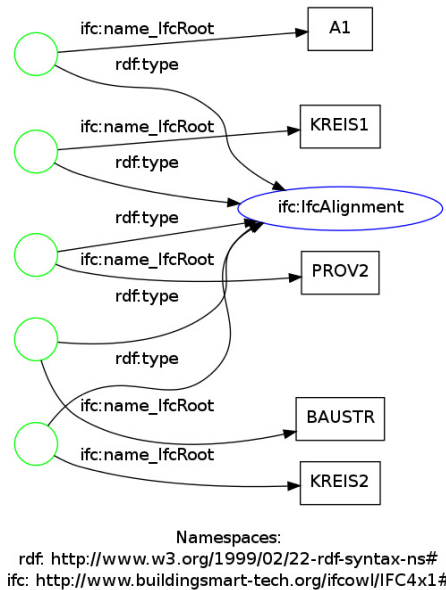 ifc:name_IfcRoot
A1
rdf:type
ifc:name_IfcRoot
KREIS1
rdf:type
ifc:IfcAlignment
rdf:type
ifc:name_IfcRoot
PROV2
rdf:type
rdf:type
ifc:name_IfcRoot
BAUSTR
ifc:name_IfcRoot
KREIS2
Namespaces:
rdf: http://www.w3.org/1999/02/22-rdf-syntax-ns#
ifc: http://www.buildingsmart-tech.org/ifcowl/IFC4x1#